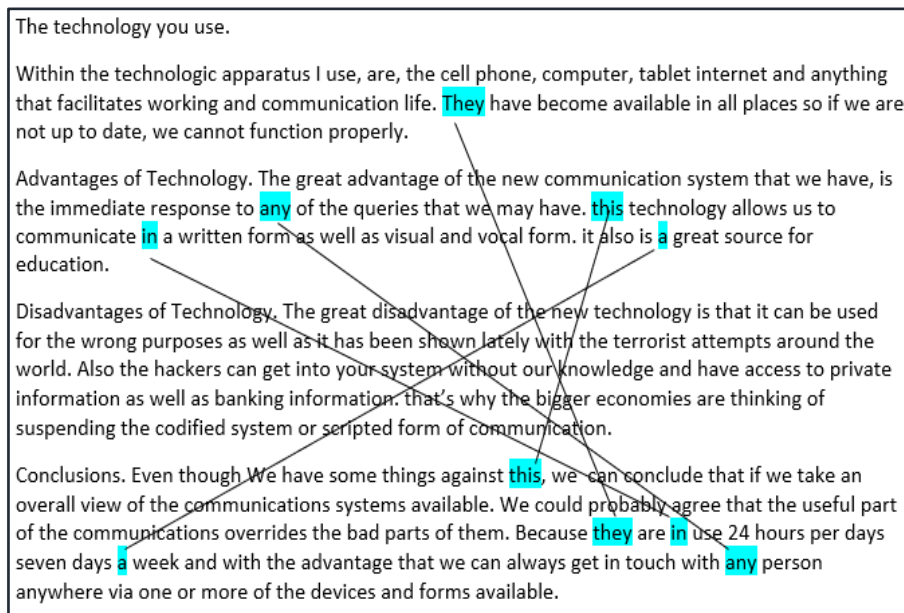 The technology you use.
Within the technologic apparatus I use, are, the cell phone, computer, tablet internet and anything
that facilitates working and communication life. They have become available in all places so if we are
not up to date, we cannot function properly.
Advantages of Technology. The great advantage of the new communication system that we have, is
the immediate response to any of the queries that we may have. this technology allows us to
communicate in a written form as well as visual and vocal form. it also is a great source for
education.
Disadvantages of Technology. The great disadvantage of the new technology is that it can be used
for the wrong purposes as well as it has been shown lately with the terrorist attempts around the
world. Also the hackers can get into your system without our knowledge and have access to private
information as well as banking information. that's why the bigger economies are thinking of
suspending the codified system or scripted form of communication.
Conclusions. Even though We have some things against this, we can conclude that if we take an
overall view of the communications systems available. We could probably agree that the useful part
of the communications overrides the bad parts of them. Because they are in use 24 hours per days
seven days a week and with the advantage that we can always get in touch with any person
anywhere via one or more of the devices and forms available.